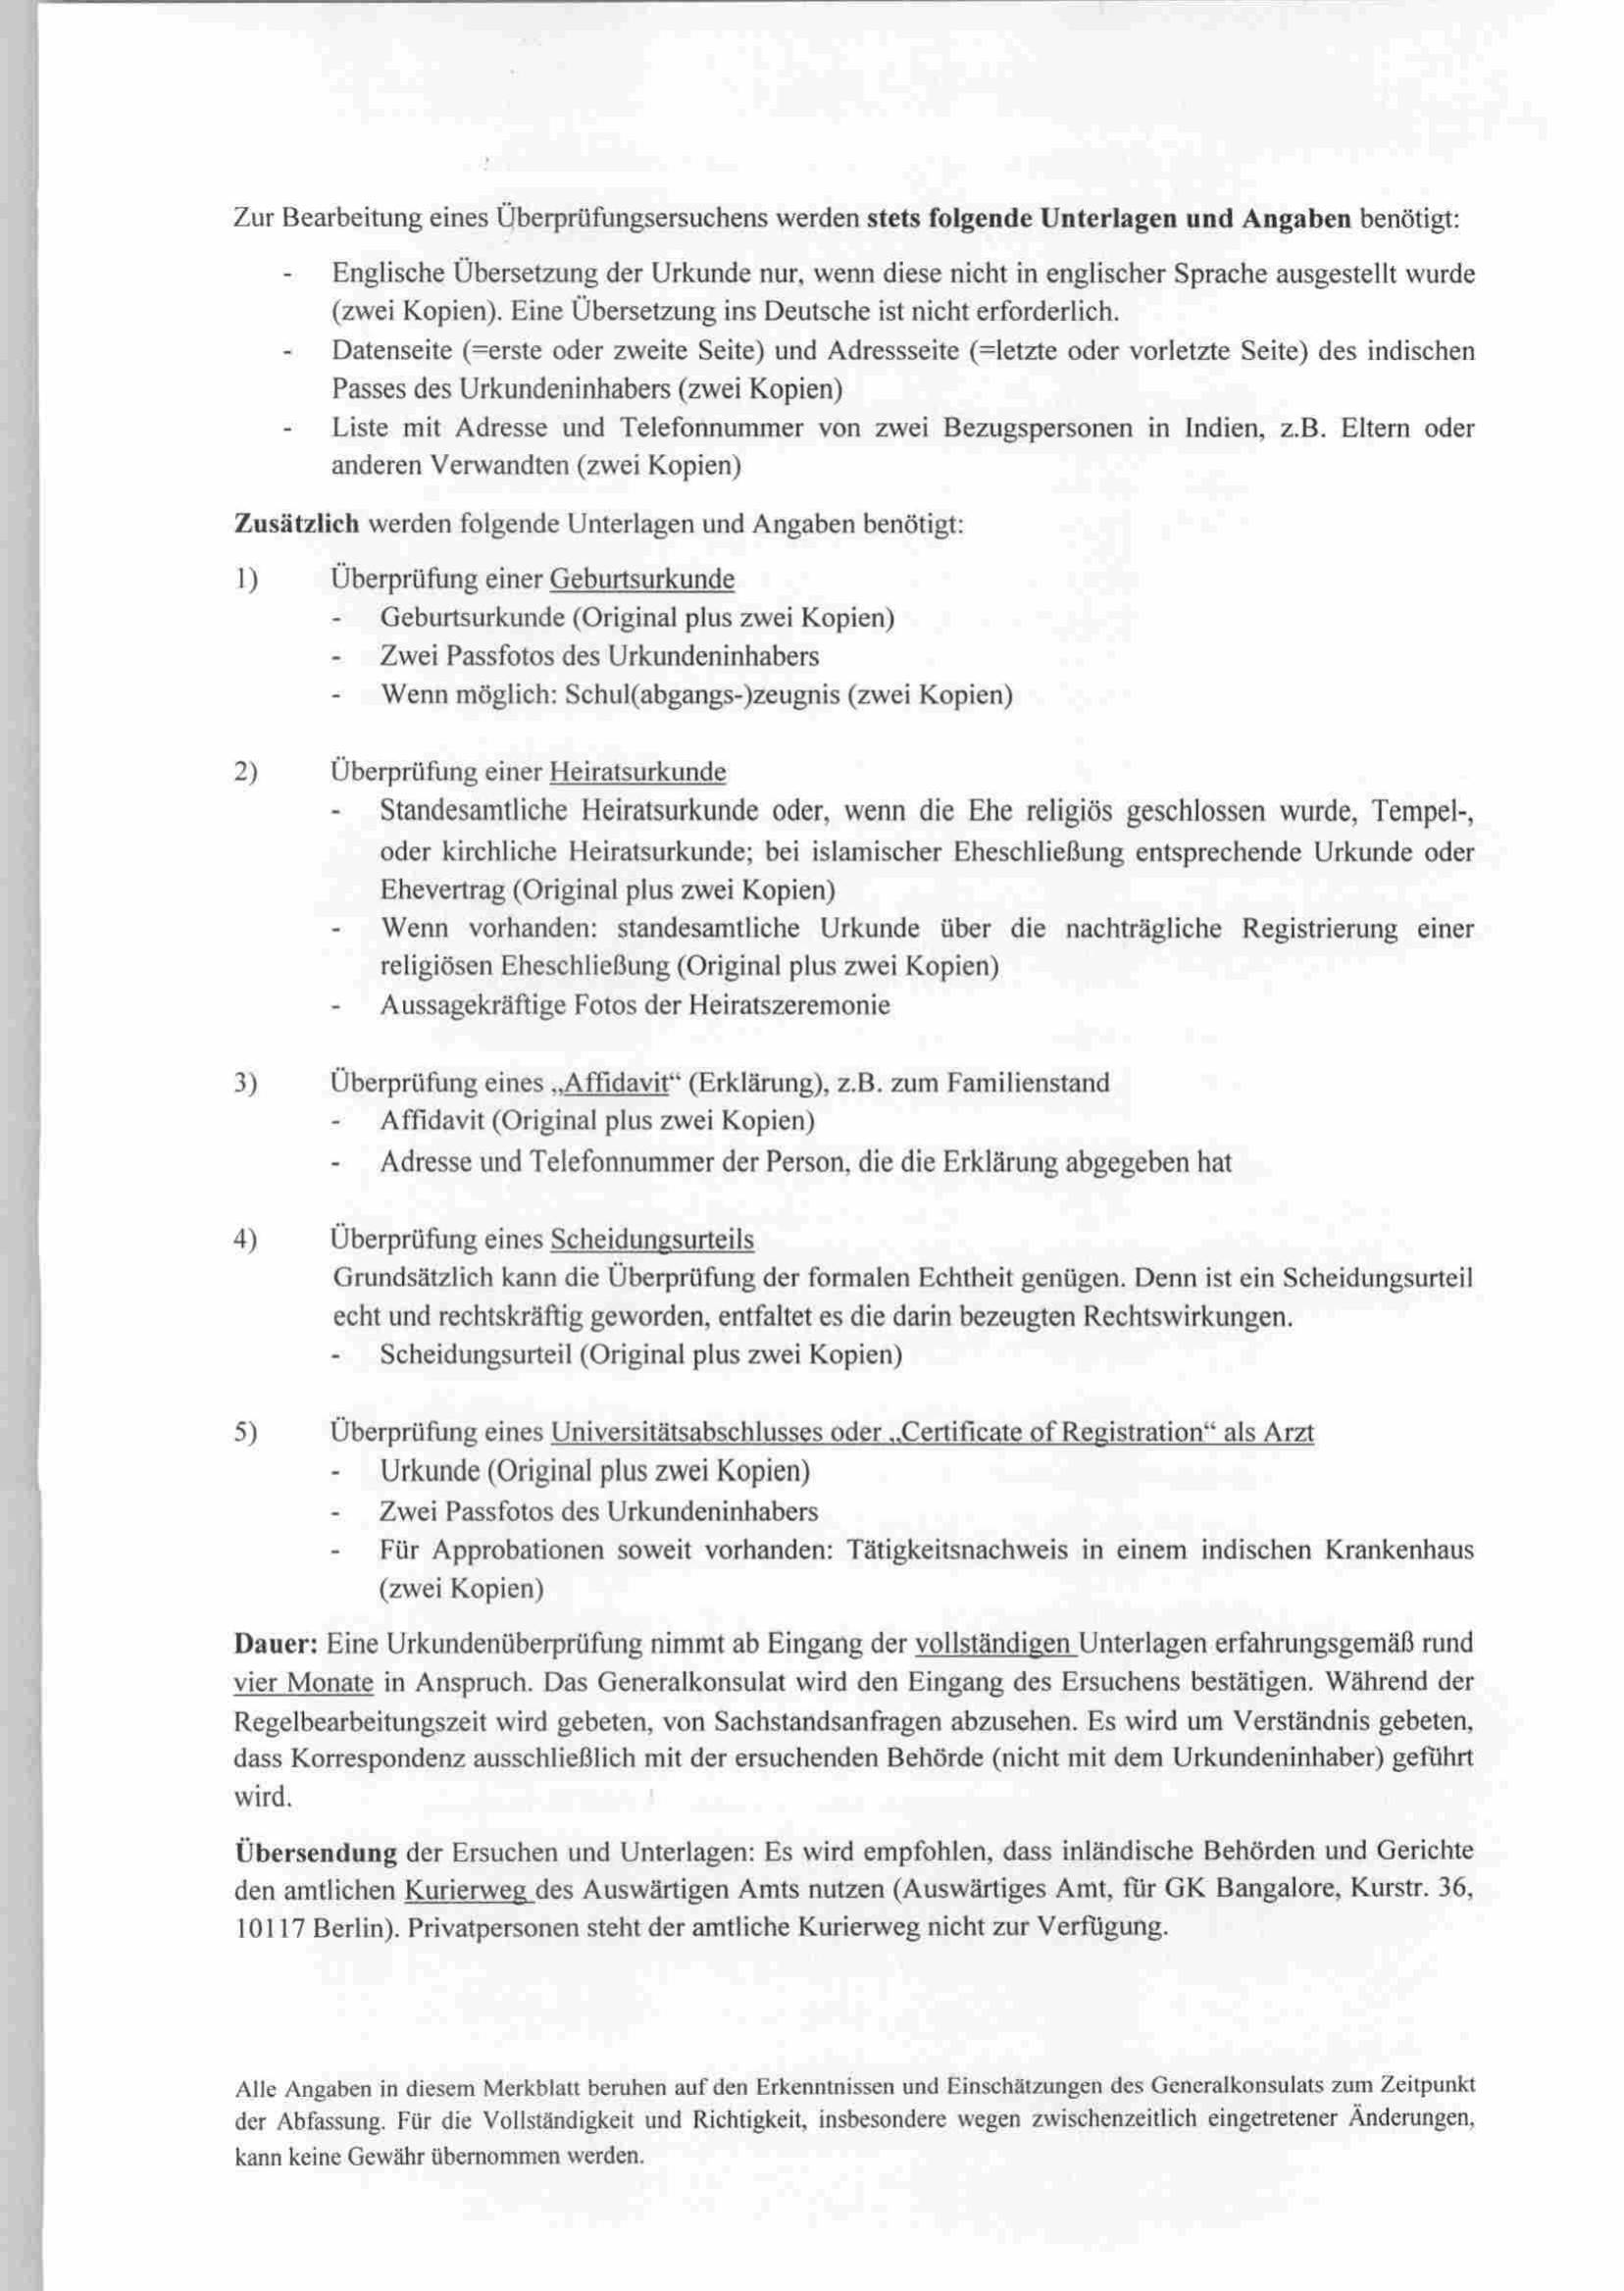 Zur Bearbeitung eines Überprüfungsersuchens werden stets folgende Unterlagen und Angaben benötigt:
- Englische Übersetzung der Urkunde nur, wenn diese nicht in englischer Sprache ausgestellt wurde
(zwei Kopien). Eine Übersetzung ins Deutsche ist nicht erforderlich.
- Datenseite (=erste oder zweite Seite) und Adressseite (=letzte oder vorletzte Seite) des indischen
Passes des Urkundeninhabers (zwei Kopien)
- Liste mit Adresse und Telefonnummer von zwei Bezugspersonen in Indien, z.B. Eltern oder
anderen Verwandten (zwei Kopien)
Zusätzlich werden folgende Unterlagen und Angaben benötigt:
1) Überprüfung einer Geburtsurkunde
- Geburtsurkunde (Original plus zwei Kopien)
- Zwei Passfotos des Urkundeninhabers
- Wenn möglich: Schul(abgangs-)zeugnis (zwei Kopien)
2) Überprüfung einer Heiratsurkunde
- Standesamtliche Heiratsurkunde oder, wenn die Ehe religiös geschlossen wurde, Tempel-,
oder kirchliche Heiratsurkunde; bei islamischer Eheschließung entsprechende Urkunde oder
Ehevertrag (Original plus zwei Kopien)
- Wenn vorhanden: standesamtliche Urkunde über die nachträgliche Registrierung einer
religiösen Eheschließung (Original plus zwei Kopien)
- Aussagekräftige Fotos der Heiratszeremonie
3) Überprüfung eines „Affidavit“ (Erklärung), z.B. zum Familienstand
- Affidavit (Original plus zwei Kopien)
- Adresse und Telefonnummer der Person, die die Erklärung abgegeben hat
4) Überprüfung eines Scheidungsurteils
Grundsätzlich kann die Überprüfung der formalen Echtheit genügen. Denn ist ein Scheidungsurteil
echt und rechtskräftig geworden, entfaltet es die darin bezeugten Rechtswirkungen.
- Scheidungsurteil (Original plus zwei Kopien)
5) Überprüfung eines Universitätsabschlusses oder „Certificate of Registration“ als Arzt
- Urkunde (Original plus zwei Kopien)
- Zwei Passfotos des Urkundeninhabers
- Für Approbationen soweit vorhanden: Tätigkeitsnachweis in einem indischen Krankenhaus
(zwei Kopien)
Dauer: Eine Urkundenüberprüfung nimmt ab Eingang der vollständigen Unterlagen erfahrungsgemäß rund
vier Monate in Anspruch. Das Generalkonsulat wird den Eingang des Ersuchens bestätigen. Während der
Regelbearbeitungszeit wird gebeten, von Sachstandsanfragen abzusehen. Es wird um Verständnis gebeten,
dass Korrespondenz ausschließlich mit der ersuchenden Behörde (nicht mit dem Urkundeninhaber) geführt
wird.
Übersendung der Ersuchen und Unterlagen: Es wird empfohlen, dass inländische Behörden und Gerichte
den amtlichen Kurierweg des Auswärtigen Amts nutzen (Auswärtiges Amt, für GK Bangalore, Kurstr. 36,
10117 Berlin). Privatpersonen steht der amtliche Kurierweg nicht zur Verfügung.
Alle Angaben in diesem Merkblatt beruhen auf den Erkenntnissen und Einschätzungen des Generalkonsulats zum Zeitpunkt
der Abfassung. Für die Vollständigkeit und Richtigkeit, insbesondere wegen zwischenzeitlich eingetretener Änderungen,
kann keine Gewähr übernommen werden.